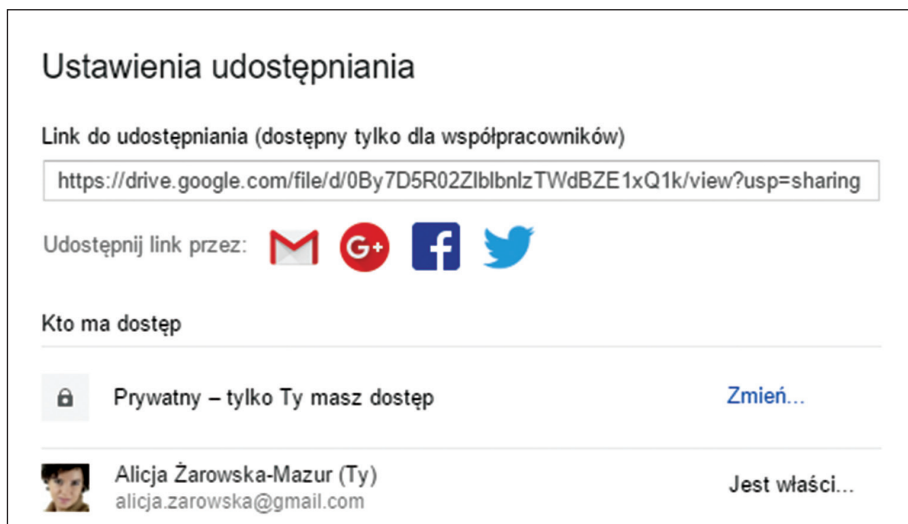 Ustawienia udostępniania
Link do udostępniania (dostępny tylko dla współpracowników)
https://drive.google.com/file/d/0By7D5R02ZlblbnlzTWdBZE1xQ1k/view?usp=sharing
Udostępnij link przez:
G+
Kto ma dostęp
Prywatny – tylko Ty masz dostęp Zmień...
Alicja Żarowska-Mazur (Ty) Jest właści...
alicja.zarowska@gmail.com